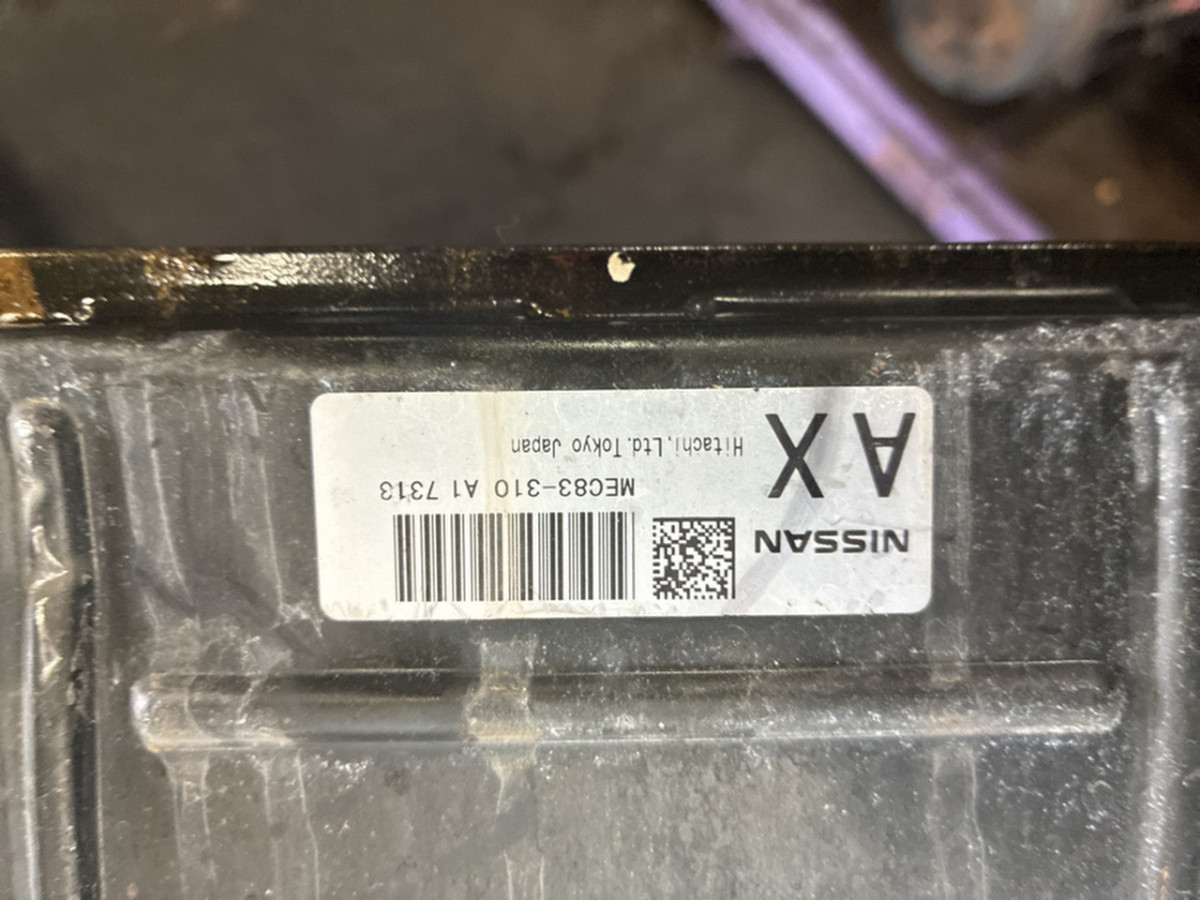 NISSAN
MEC83-310 A1 7313
AX
Hitachi,Ltd.Tokyo Japan